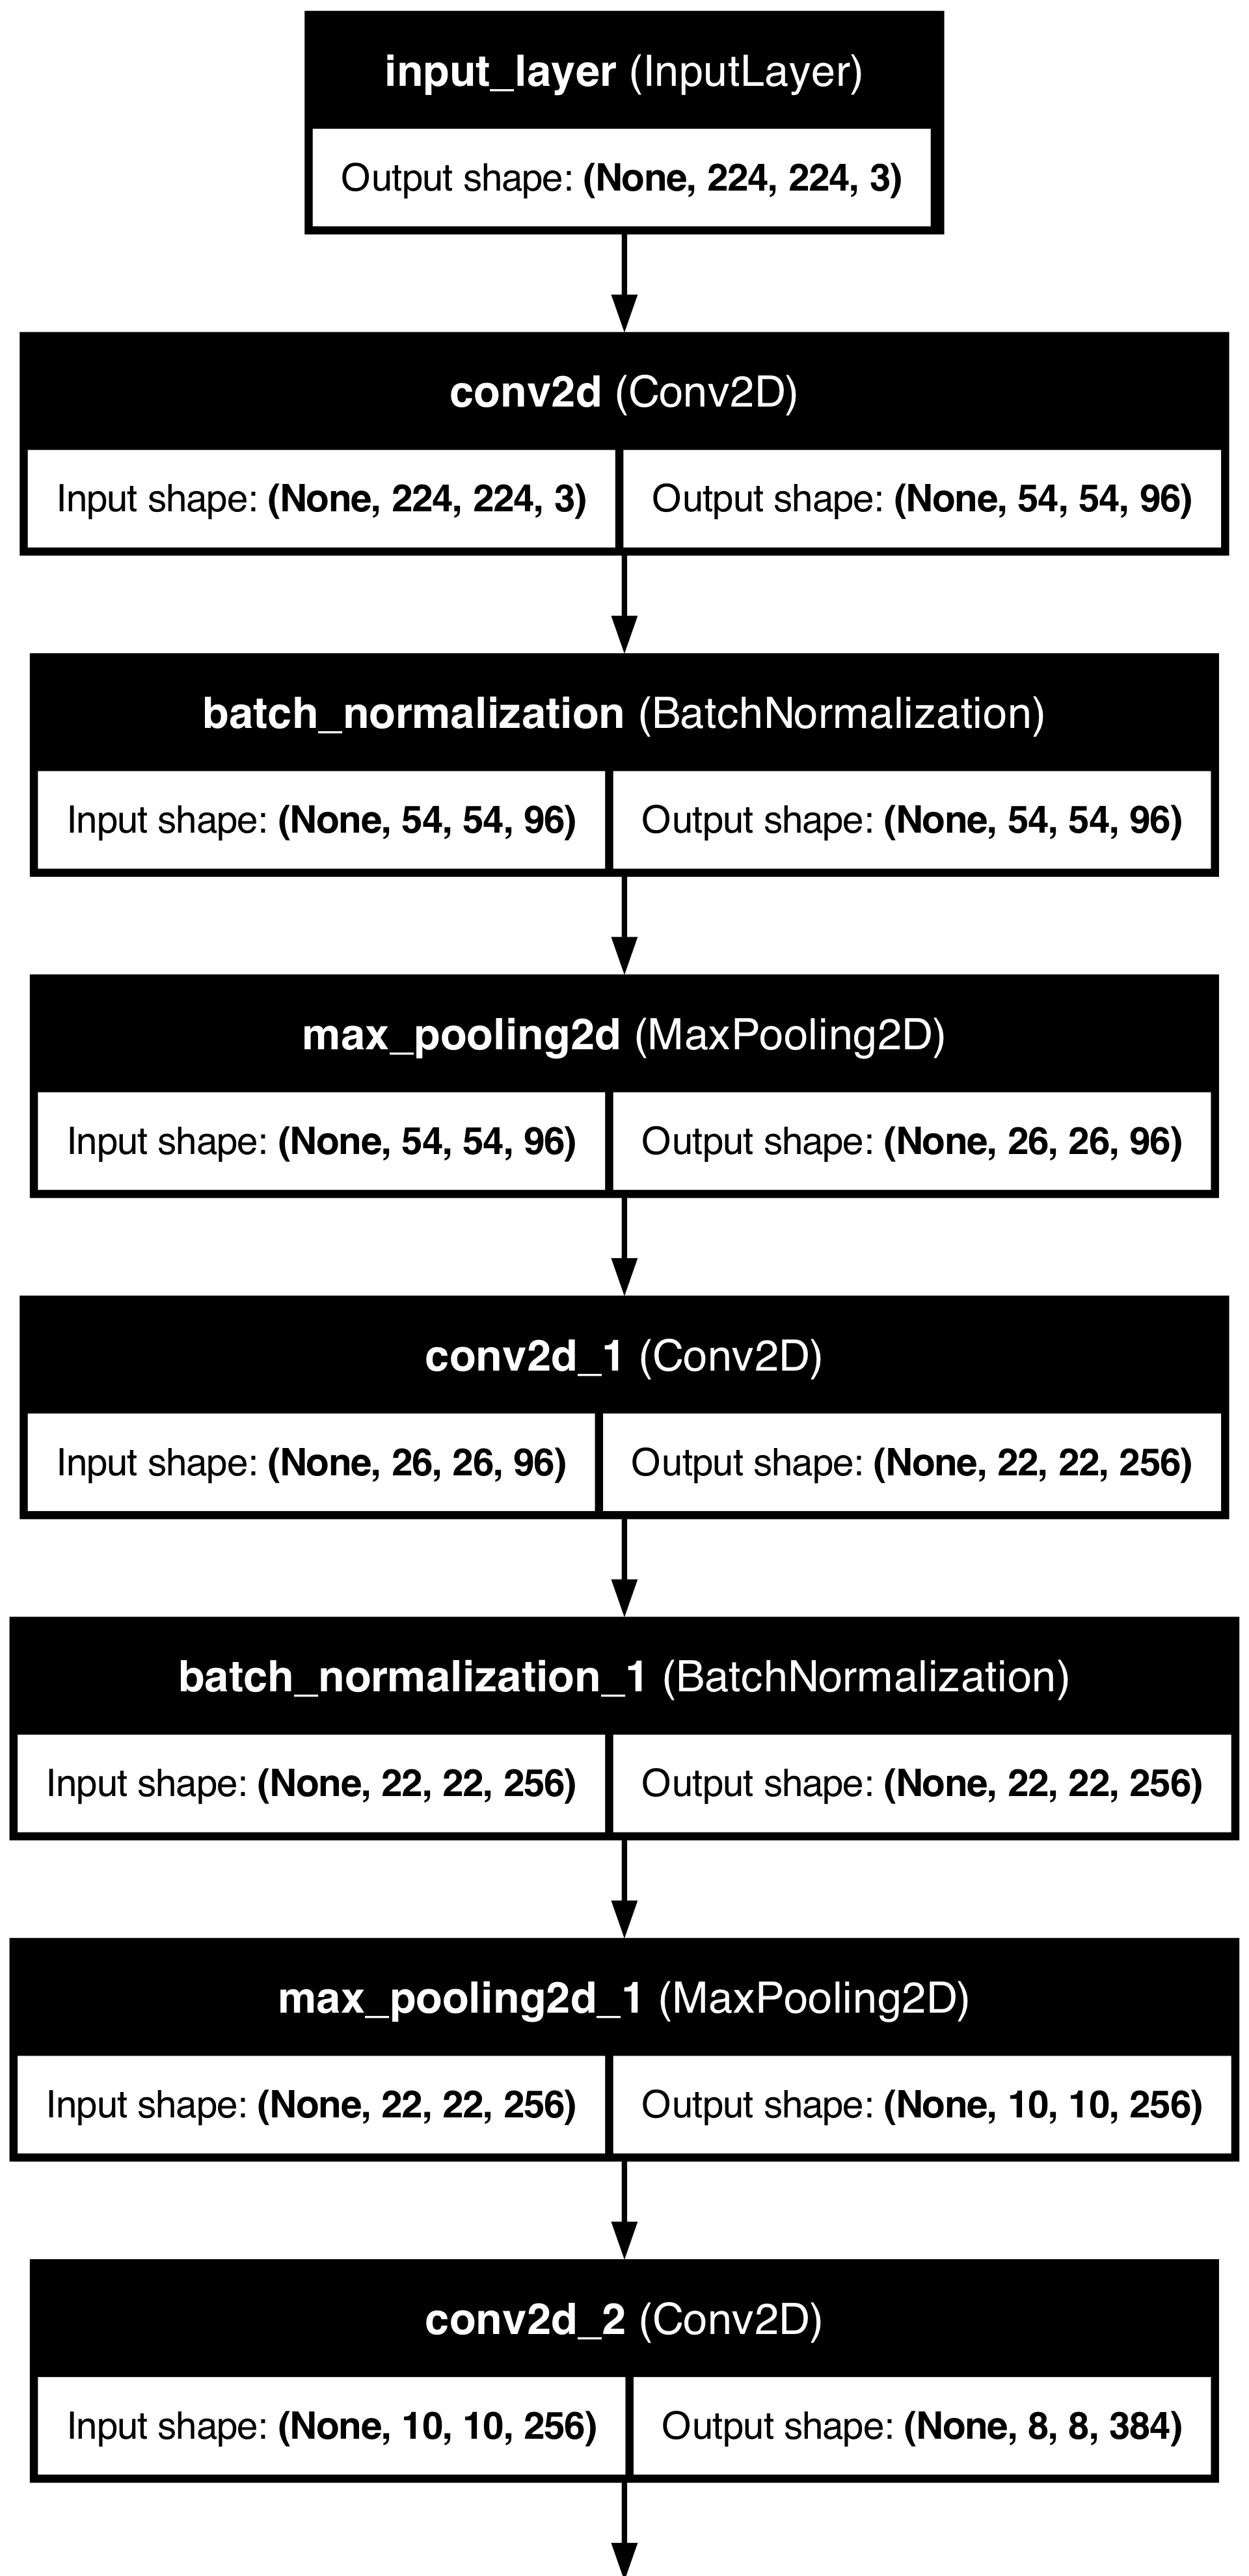 input_layer (InputLayer)
Output shape: (None, 224, 224, 3)
conv2d (Conv2D)
Input shape: (None, 224, 224, 3) Output shape: (None, 54, 54, 96)
batch_normalization (BatchNormalization)
Input shape: (None, 54, 54, 96) Output shape: (None, 54, 54, 96)
max_pooling2d (MaxPooling2D)
Input shape: (None, 54, 54, 96) Output shape: (None, 26, 26, 96)
conv2d_1 (Conv2D)
Input shape: (None, 26, 26, 96) Output shape: (None, 22, 22, 256)
batch_normalization_1 (BatchNormalization)
Input shape: (None, 22, 22, 256) Output shape: (None, 22, 22, 256)
max_pooling2d_1 (MaxPooling2D)
Input shape: (None, 22, 22, 256) Output shape: (None, 10, 10, 256)
conv2d_2 (Conv2D)
Input shape: (None, 10, 10, 256) Output shape: (None, 8, 8, 384)